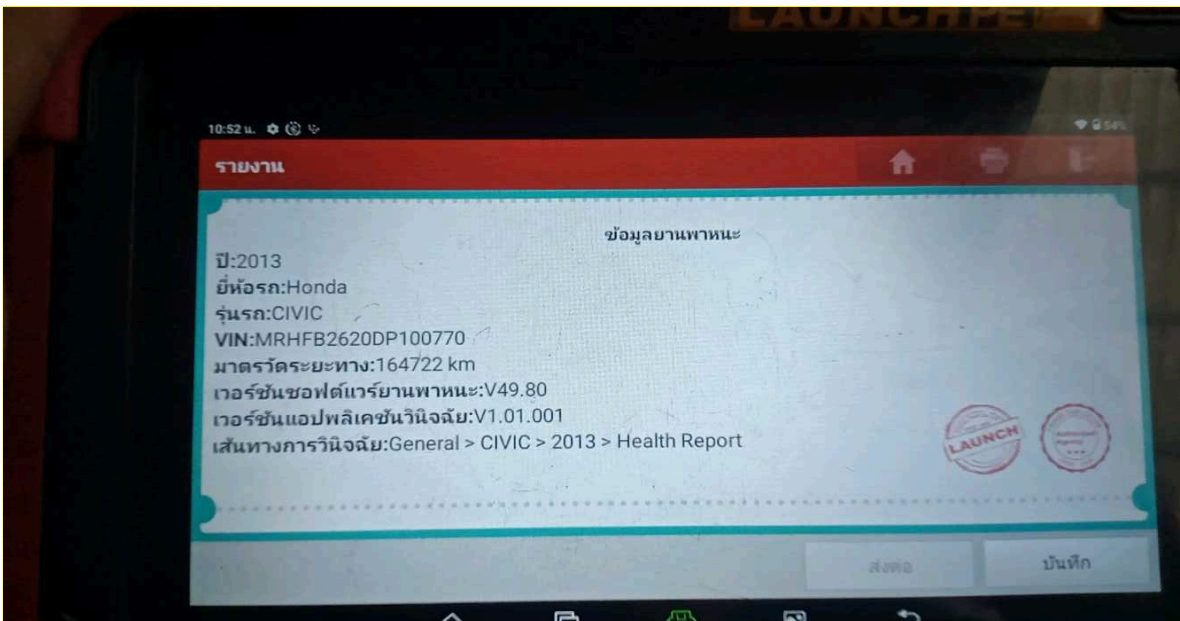 LAUNCH
10:52 น.
54%
รายงาน
ข้อมูลยานพาหนะ
ปี:2013
ยี่ห้อรถ:Honda
รุ่นรถ:CIVIC
VIN:MRHFB2620DP100770
มาตรวัดระยะทาง:164722 km
เวอร์ชันซอฟต์แวร์ยานพาหนะ:V49.80
เวอร์ชันแอปพลิเคชันวินิจฉัย:V1.01.001
เส้นทางการวินิจฉัย:General > CIVIC > 2013 > Health Report
LAUNCH
Authorized
Agency
ส่งต่อ
บันทึก